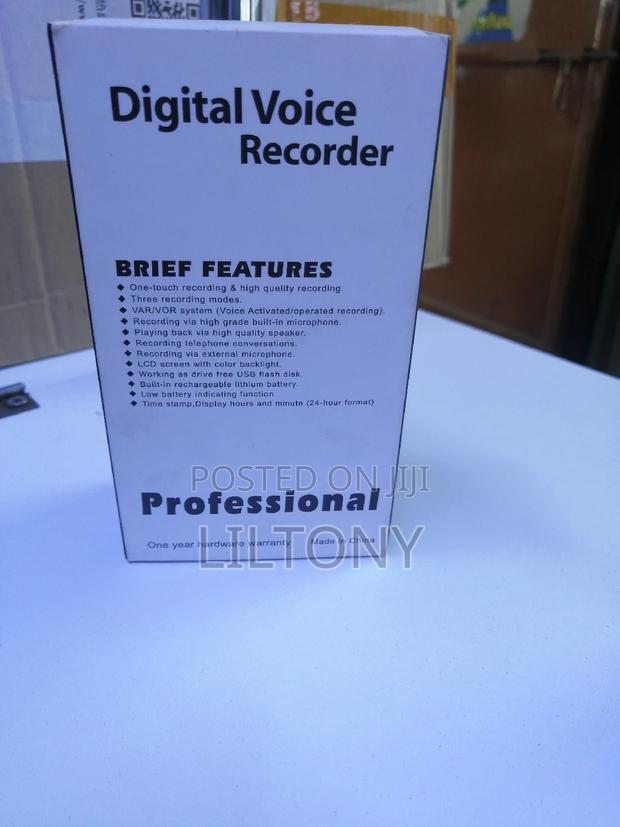 Digital Voice
Recorder
BRIEF FEATURES
◆ One-touch recording & high quality recording.
◆ Three recording modes.
◆ VAR/VOR system (Voice Activated/operated recording).
◆ Recording via high grade built-in microphone.
◆ Playing back via high quality speaker.
◆ Recording telephone conversations.
◆ Recording via external microphone.
◆ LCD screen with color backlight.
◆ Working as drive free USB flash disk.
◆ Built-in rechargeable lithium battery.
◆ Low battery indicating function.
◆ Time stamp,Display hours and minute (24-hour format)
POSTED ON JIJI
Professional
LILTONY
One year hardware warranty Made in China